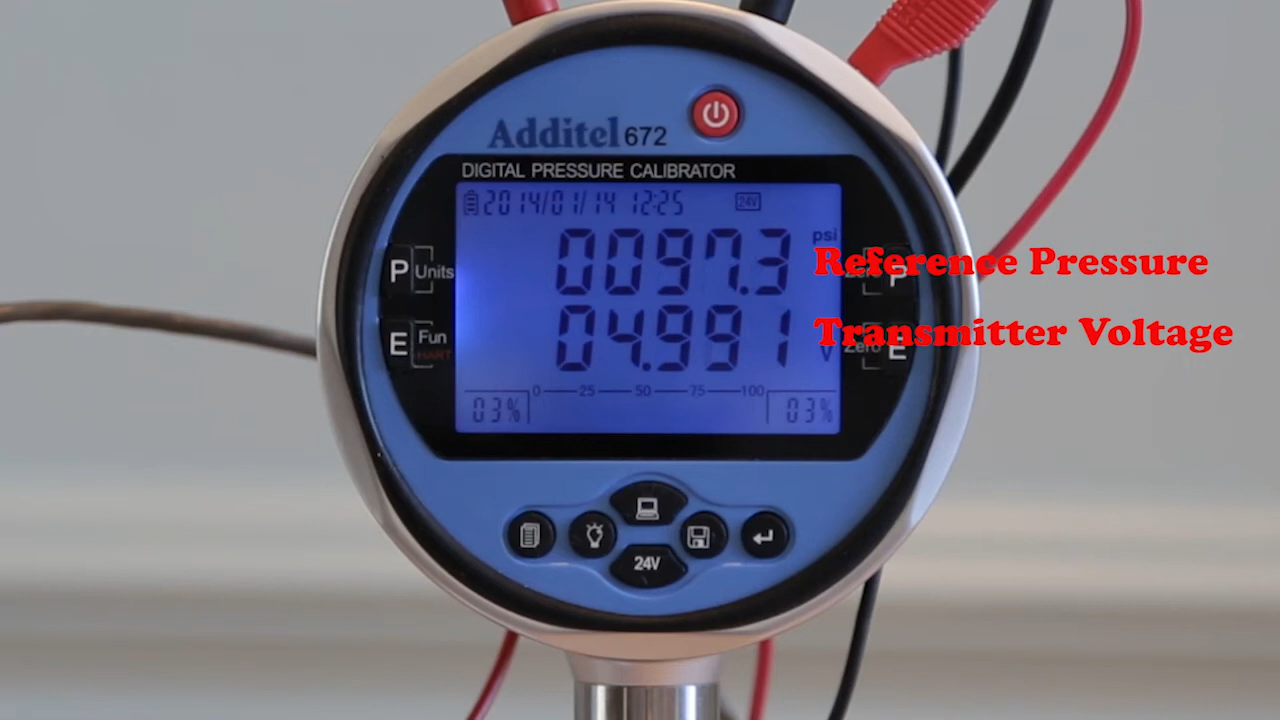 Additel 672
DIGITAL PRESSURE CALIBRATOR
2014/01/14 12:25 24V
0097.3 psi
04.991 V
0 25 50 75 100
03% 03%
P Units
E Fun
HART
Zero P
Zero E
Reference Pressure
Transmitter Voltage
24V